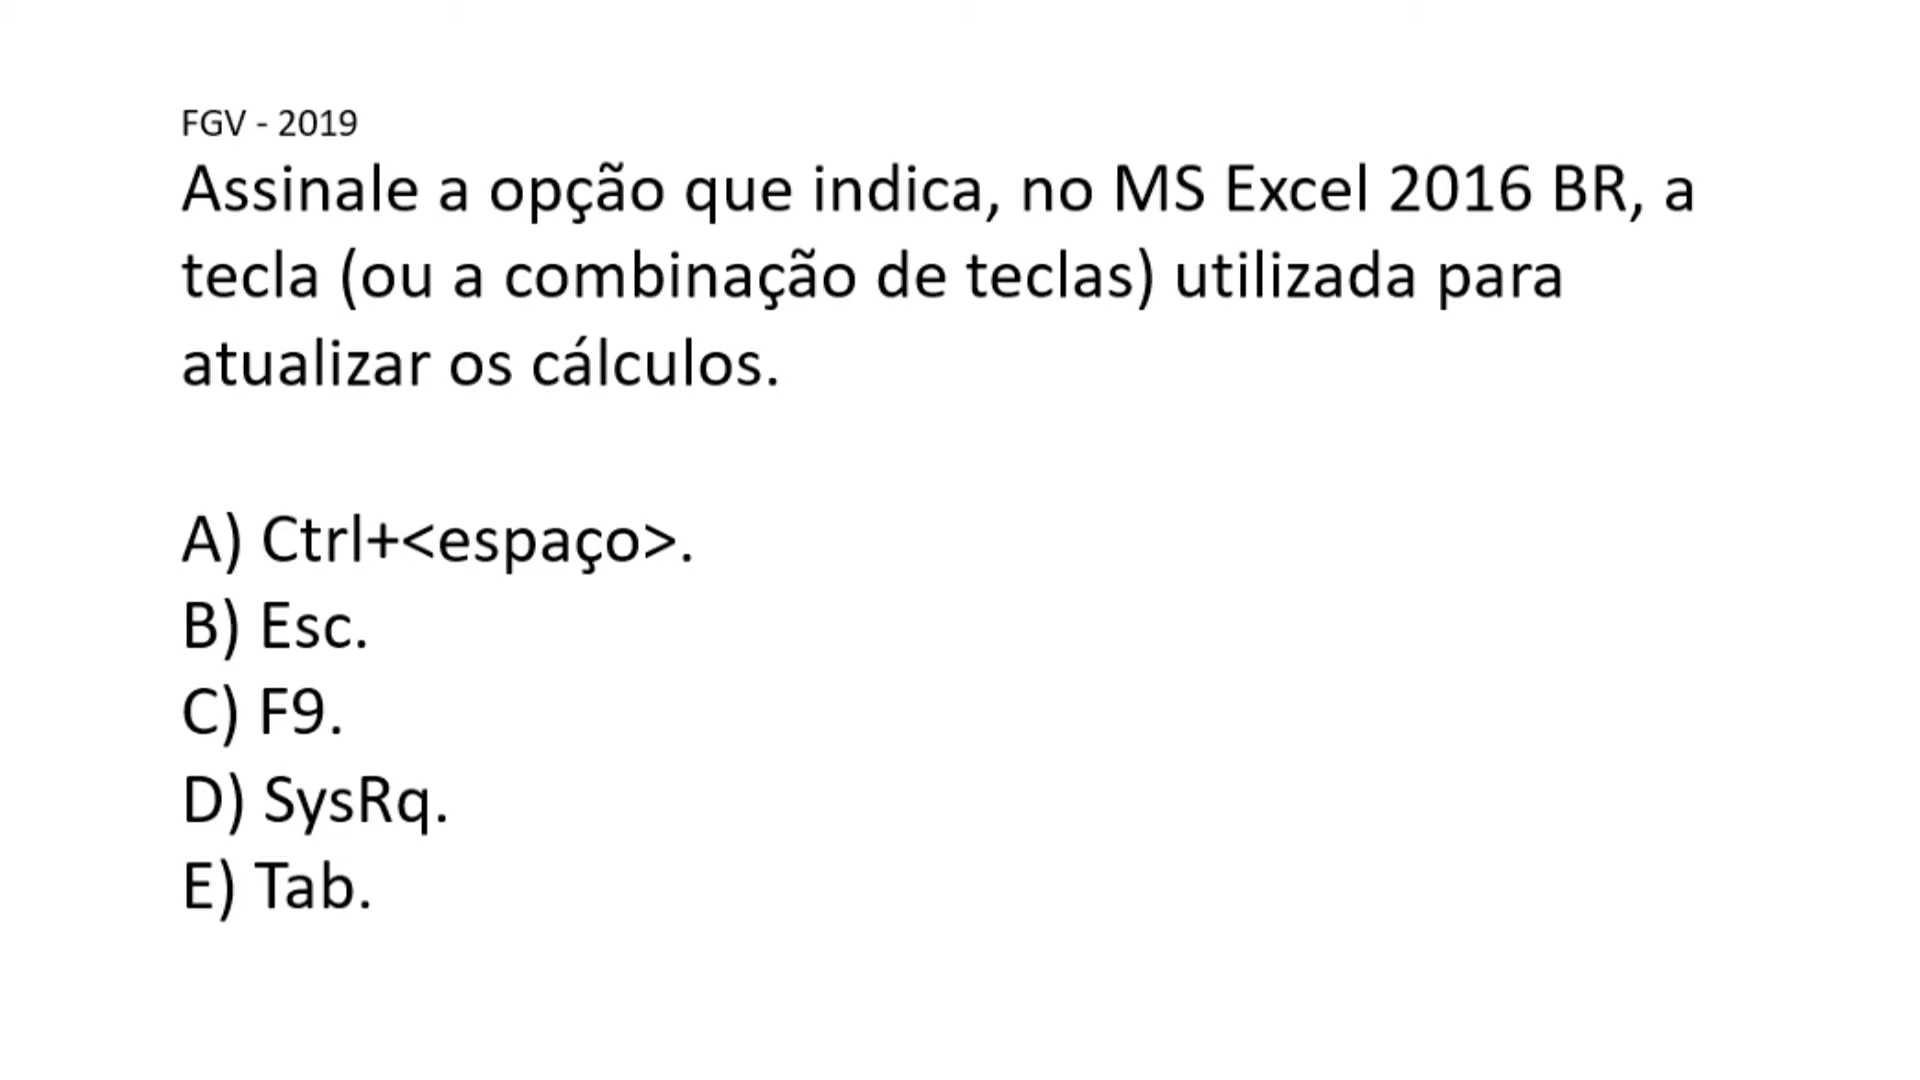 FGV - 2019
Assinale a opção que indica, no MS Excel 2016 BR, a
tecla (ou a combinação de teclas) utilizada para
atualizar os cálculos.
A) Ctrl+<espaço>.
B) Esc.
C) F9.
D) SysRq.
E) Tab.